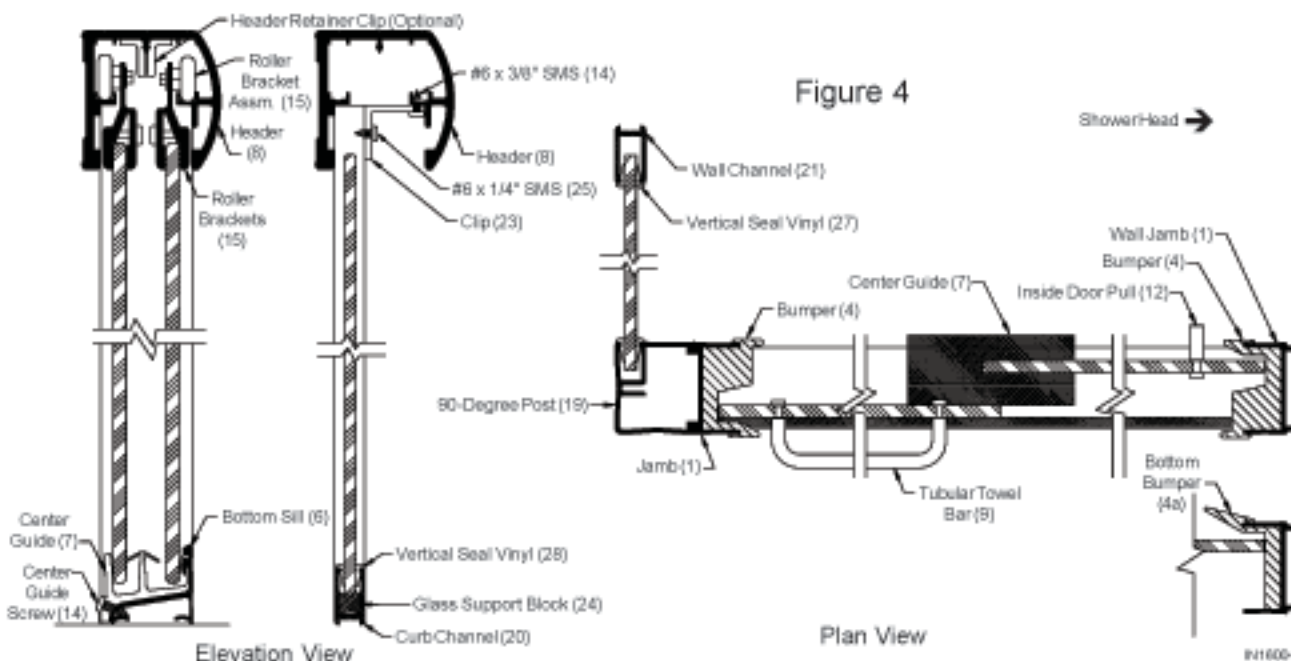 Header Retainer Clip (Optional)
Roller
Bracket
Assm. (15)
Header
(8)
Roller
Brackets
(15)
Center
Guide (7)
Center
Guide
Screw (14)
Bottom Sill (6)
Elevation View
#6 x 3/8" SMS (14)
Header (8)
#6 x 1/4" SMS (25)
Clip (23)
Vertical Seal Vinyl (28)
Glass Support Block (24)
Curb Channel (20)
Figure 4
Shower Head
Wall Channel (21)
Vertical Seal Vinyl (27)
Wall Jamb (1)
Bumper (4)
Center Guide (7)
Inside Door Pull (12)
Bumper (4)
90-Degree Post (19)
Jamb (1)
Tubular Towel
Bar (9)
Bottom
Bumper
(4a)
Plan View